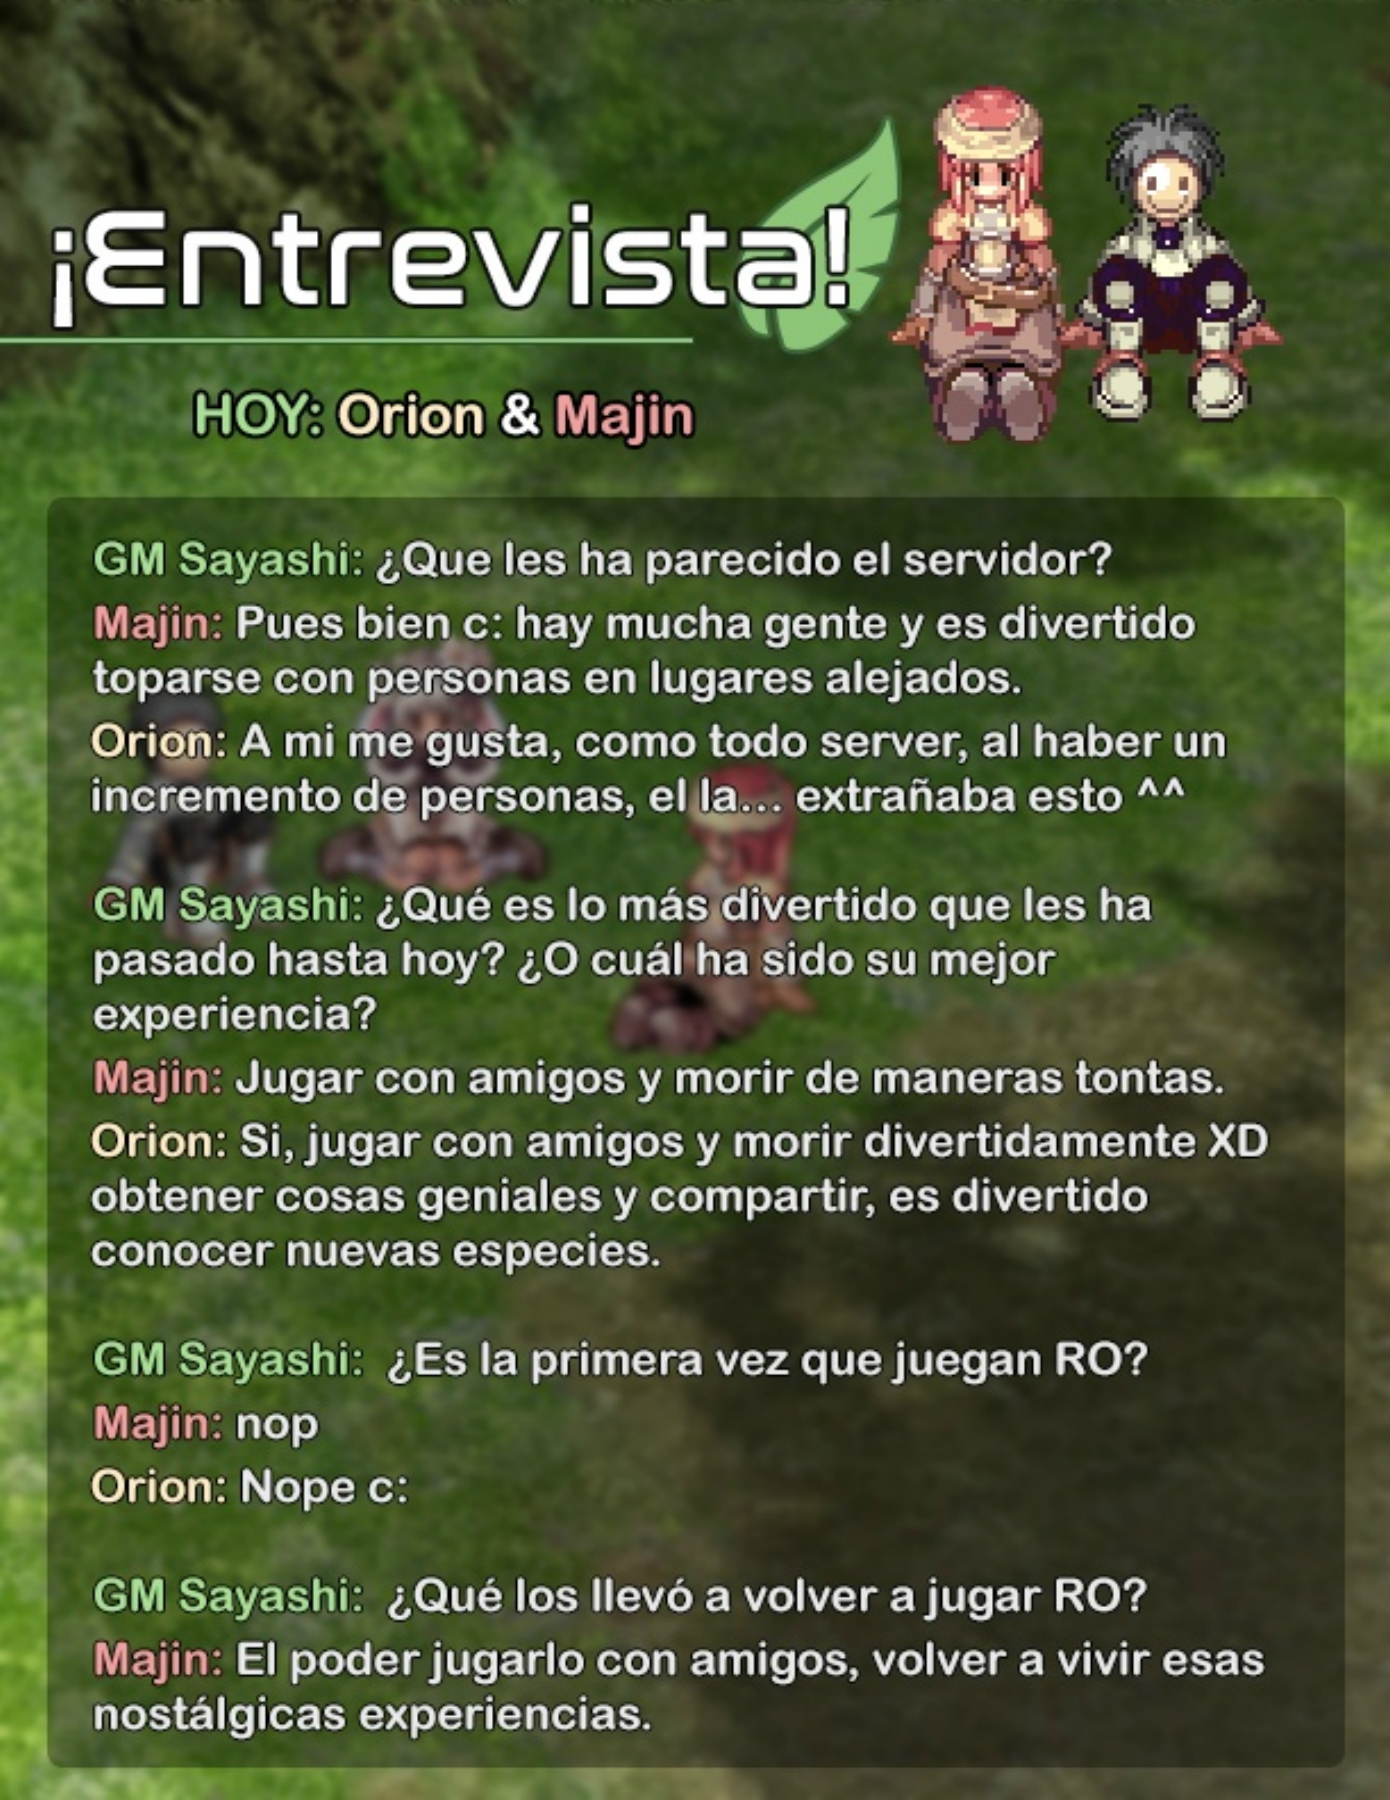 ¡Entrevista!
HOY: Orion & Majin
GM Sayashi: ¿Que les ha parecido el servidor?
Majin: Pues bien c: hay mucha gente y es divertido
toparse con personas en lugares alejados.
Orion: A mi me gusta, como todo server, al haber un
incremento de personas, el la... extrañaba esto ^^
GM Sayashi: ¿Qué es lo más divertido que les ha
pasado hasta hoy? ¿O cuál ha sido su mejor
experiencia?
Majin: Jugar con amigos y morir de maneras tontas.
Orion: Si, jugar con amigos y morir divertidamente XD
obtener cosas geniales y compartir, es divertido
conocer nuevas especies.
GM Sayashi: ¿Es la primera vez que juegan RO?
Majin: nop
Orion: Nope c:
GM Sayashi: ¿Qué los llevó a volver a jugar RO?
Majin: El poder jugarlo con amigos, volver a vivir esas
nostálgicas experiencias.